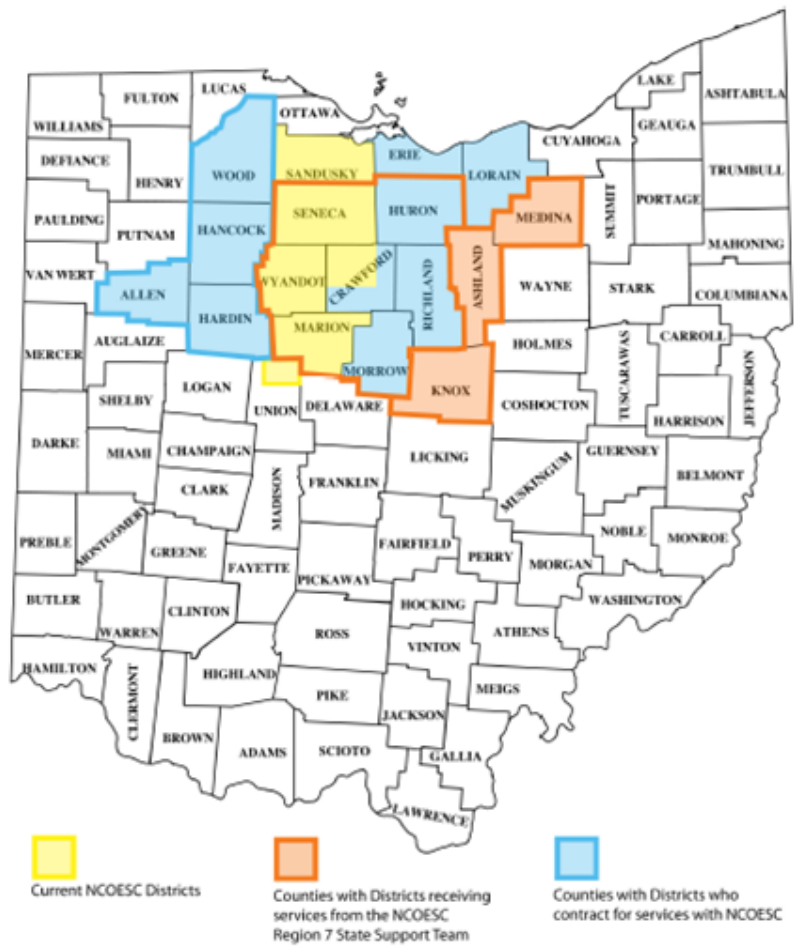 LAKE
LUCAS
ASHTABULA
FULTON
OTTAWA
WILLIAMS
GEAUGA
CUYAHOGA
ERIE
DEFIANCE
SANDUSKY
WOOD
LORAIN
TRUMBULL
HENRY
PORTAGE
SUMMIT
SENECA
HURON
MEDINA
PAULDING
PUTNAM
HANCOCK
MAHONING
VAN WERT
WYANDOT
CRAWFORD
RICHLAND
ASHLAND
WAYNE
STARK
COLUMBIANA
ALLEN
HARDIN
MARION
CARROLL
AUGLAIZE
HOLMES
MERCER
TUSCARAWAS
JEFFERSON
MORROW
LOGAN
KNOX
SHELBY
UNION
DELAWARE
COSHOCTON
HARRISON
DARKE
MIAMI
CHAMPAIGN
LICKING
GUERNSEY
BELMONT
CLARK
MADISON
FRANKLIN
MUSKINGUM
PREBLE
MONTGOMERY
GREENE
FAIRFIELD
PERRY
NOBLE
MONROE
FAYETTE
PICKAWAY
MORGAN
BUTLER
WARREN
CLINTON
HOCKING
WASHINGTON
ROSS
VINTON
ATHENS
HAMILTON
CLERMONT
HIGHLAND
PIKE
MEIGS
JACKSON
BROWN
ADAMS
SCIOTO
GALLIA
LAWRENCE
Current NCOESC Districts
Counties with Districts receiving
services from the NCOESC
Region 7 State Support Team
Counties with Districts who
contract for services with NCOESC